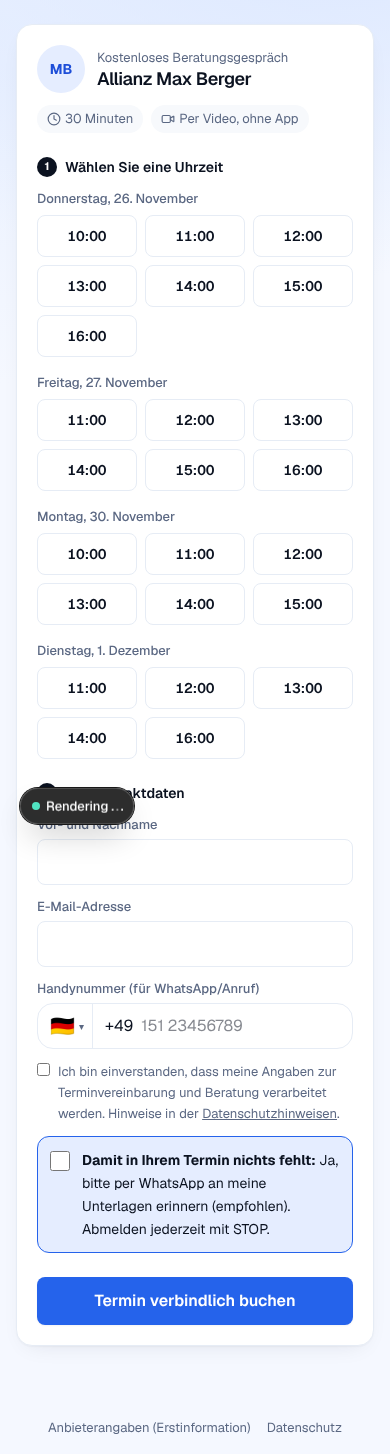 MB
Kostenloses Beratungsgespräch
Allianz Max Berger
30 Minuten
Per Video, ohne App
1 Wählen Sie eine Uhrzeit
Donnerstag, 26. November
10:00 11:00 12:00
13:00 14:00 15:00
16:00
Freitag, 27. November
11:00 12:00 13:00
14:00 15:00 16:00
Montag, 30. November
10:00 11:00 12:00
13:00 14:00 15:00
Dienstag, 1. Dezember
11:00 12:00 13:00
14:00 16:00
ktdaten
Rendering ...
Vor- und Nachname
E-Mail-Adresse
Handynummer (für WhatsApp/Anruf)
+49 151 23456789
Ich bin einverstanden, dass meine Angaben zur
Terminvereinbarung und Beratung verarbeitet
werden. Hinweise in der Datenschutzhinweisen.
Damit in Ihrem Termin nichts fehlt: Ja,
bitte per WhatsApp an meine
Unterlagen erinnern (empfohlen).
Abmelden jederzeit mit STOP.
Termin verbindlich buchen
Anbieterangaben (Erstinformation) Datenschutz